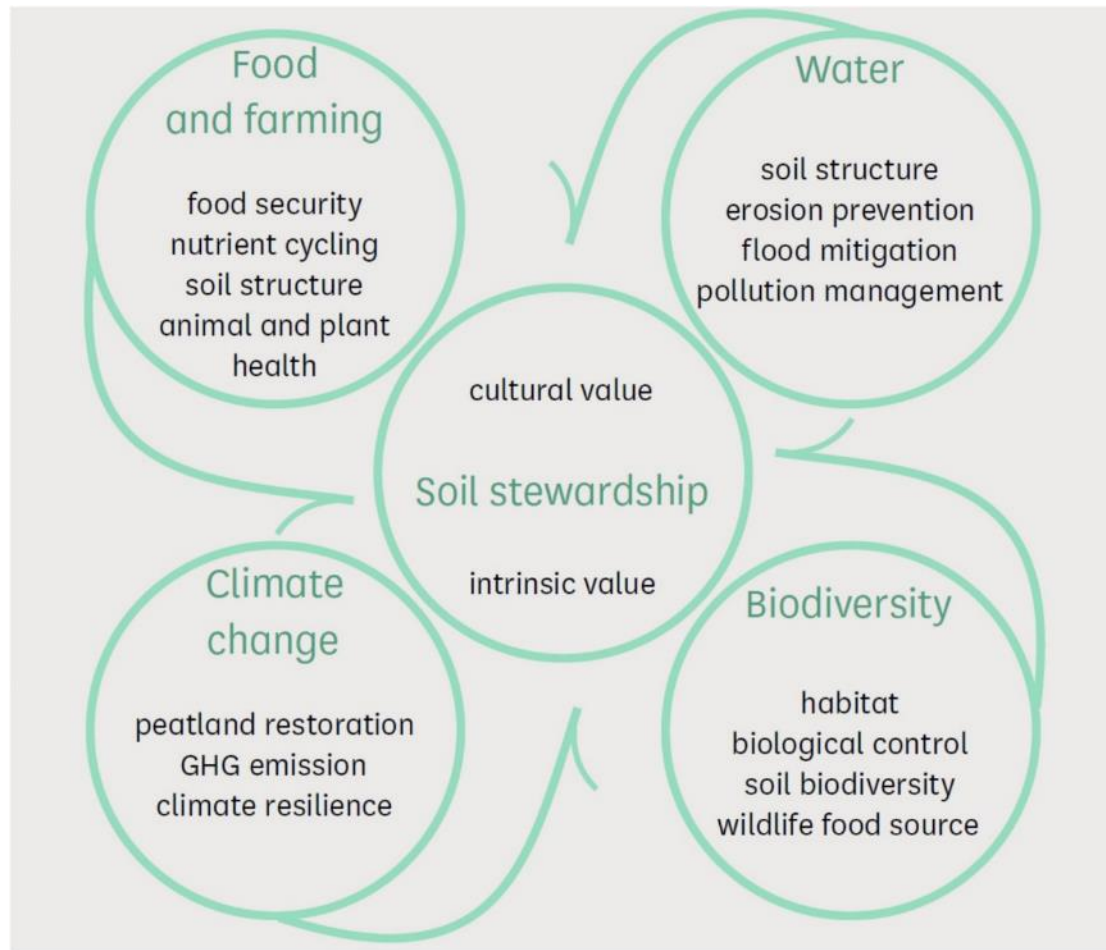 Food
and farming
food security
nutrient cycling
soil structure
animal and plant
health
Water
soil structure
erosion prevention
flood mitigation
pollution management
cultural value
Soil stewardship
intrinsic value
Climate
change
peatland restoration
GHG emission
climate resilience
Biodiversity
habitat
biological control
soil biodiversity
wildlife food source